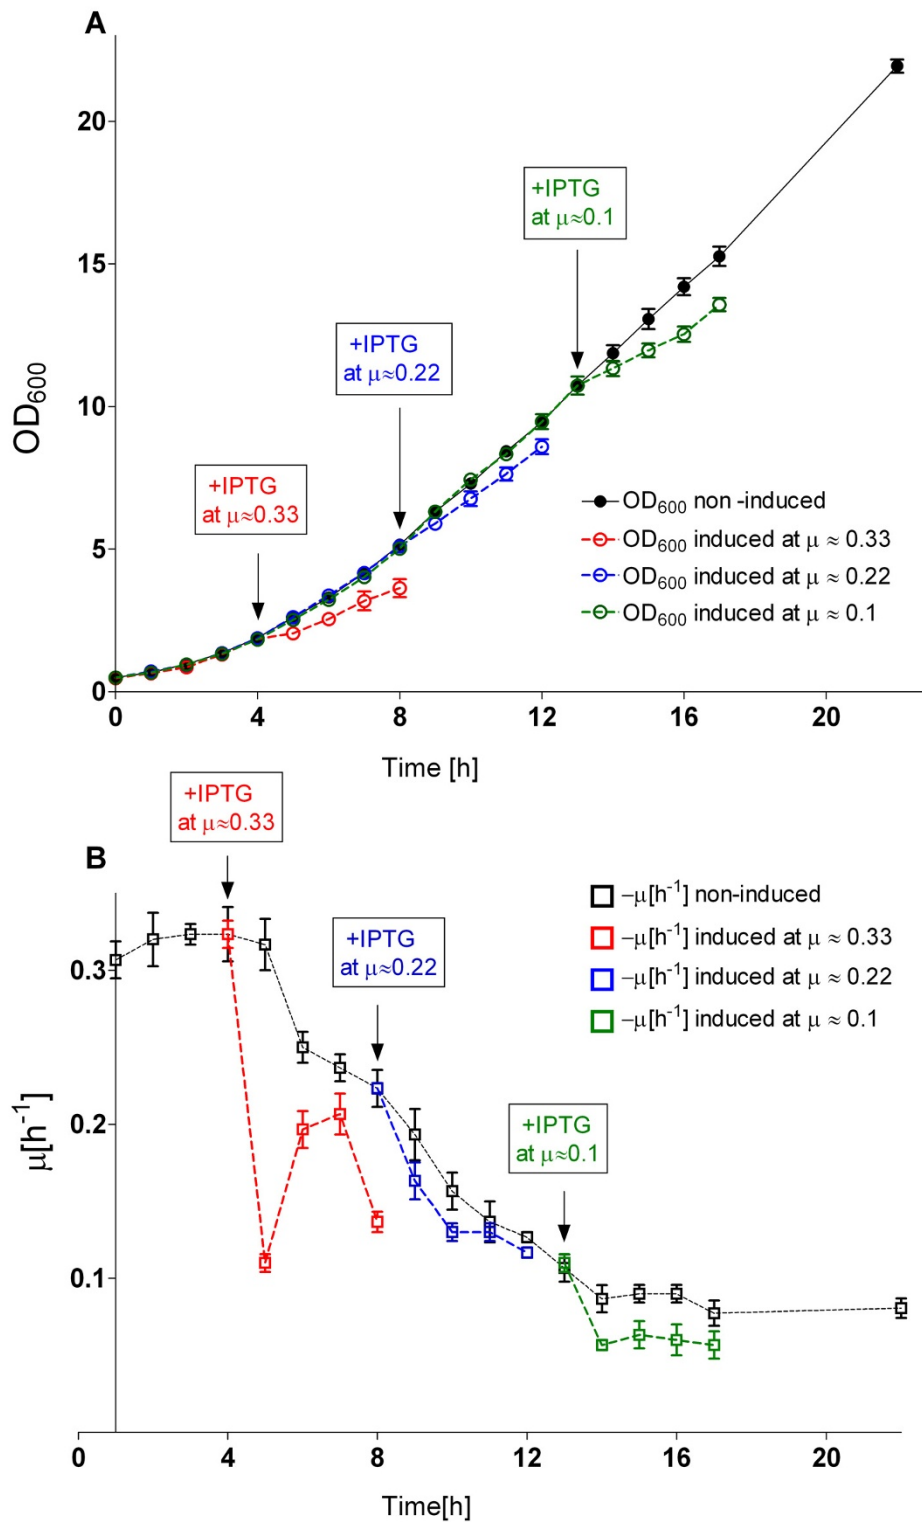 A
20
15
10
5
0
OD600
+IPTG
at μ≈0.1
+IPTG
at μ≈0.22
+IPTG
at μ≈0.33
OD600 non -induced
OD600 induced at μ ≈ 0.33
OD600 induced at μ ≈ 0.22
OD600 induced at μ ≈ 0.1
0 4 8 12 16 20
Time [h]
+IPTG
at μ≈0.33
B
−μ[h-1] non-induced
−μ[h-1] induced at μ ≈ 0.33
−μ[h-1] induced at μ ≈ 0.22
−μ[h-1] induced at μ ≈ 0.1
+IPTG
at μ≈0.22
+IPTG
at μ≈0.1
0.3
0.2
0.1
μ[h-1]
0 4 8 12 16 20
Time[h]